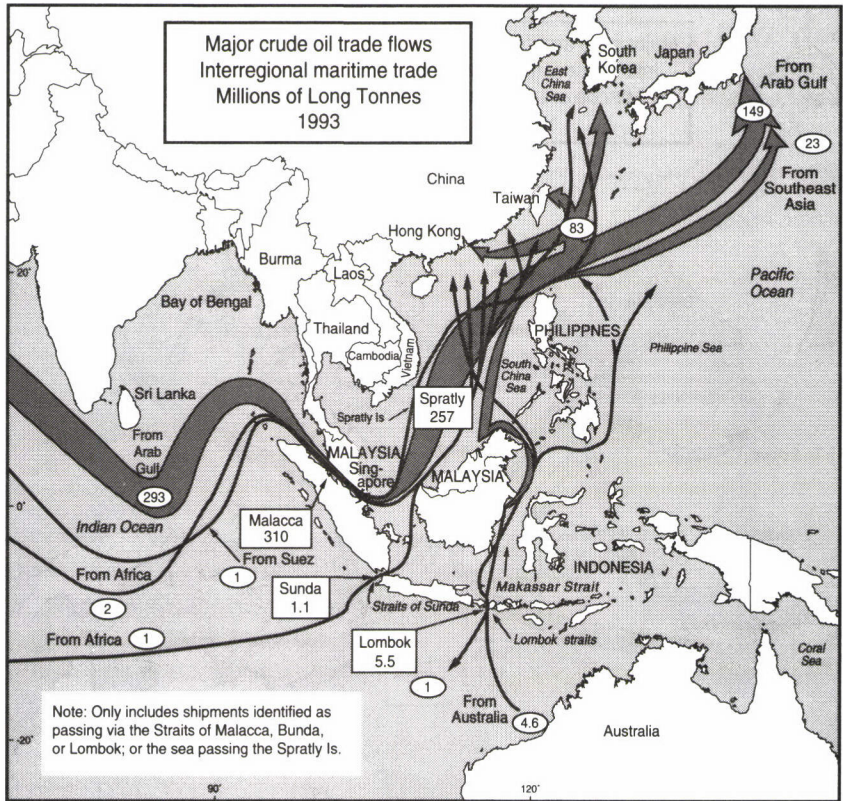 Major crude oil trade flows
Interregional maritime trade
Millions of Long Tonnes
1993
East
China
Sea
South
Korea
Japan
From
Arab Gulf
149
23
From
Southeast
Asia
China
Taiwan
Hong Kong
83
20°
Burma
Laos
Bay of Bengal
Thailand
Cambodia
Vietnam
PHILIPPNES
Pacific
Ocean
Philippine Sea
South
China
Sea
Sri Lanka
Spratly Is
Spratly
257
From
Arab
Gulf
293
MALAYSIA
Sing-
apore
MALAYSIA
0°
Indian Ocean
Malacca
310
From Suez
1
From Africa
2
Sunda
1.1
Straits of Sunda
Makassar Strait
INDONESIA
From Africa
1
Lombok
5.5
Lombok straits
Coral
Sea
1
From
Australia
4.6
Australia
Note: Only includes shipments identified as
passing via the Straits of Malacca, Bunda,
or Lombok; or the sea passing the Spratly Is.
-20°
90°
120°